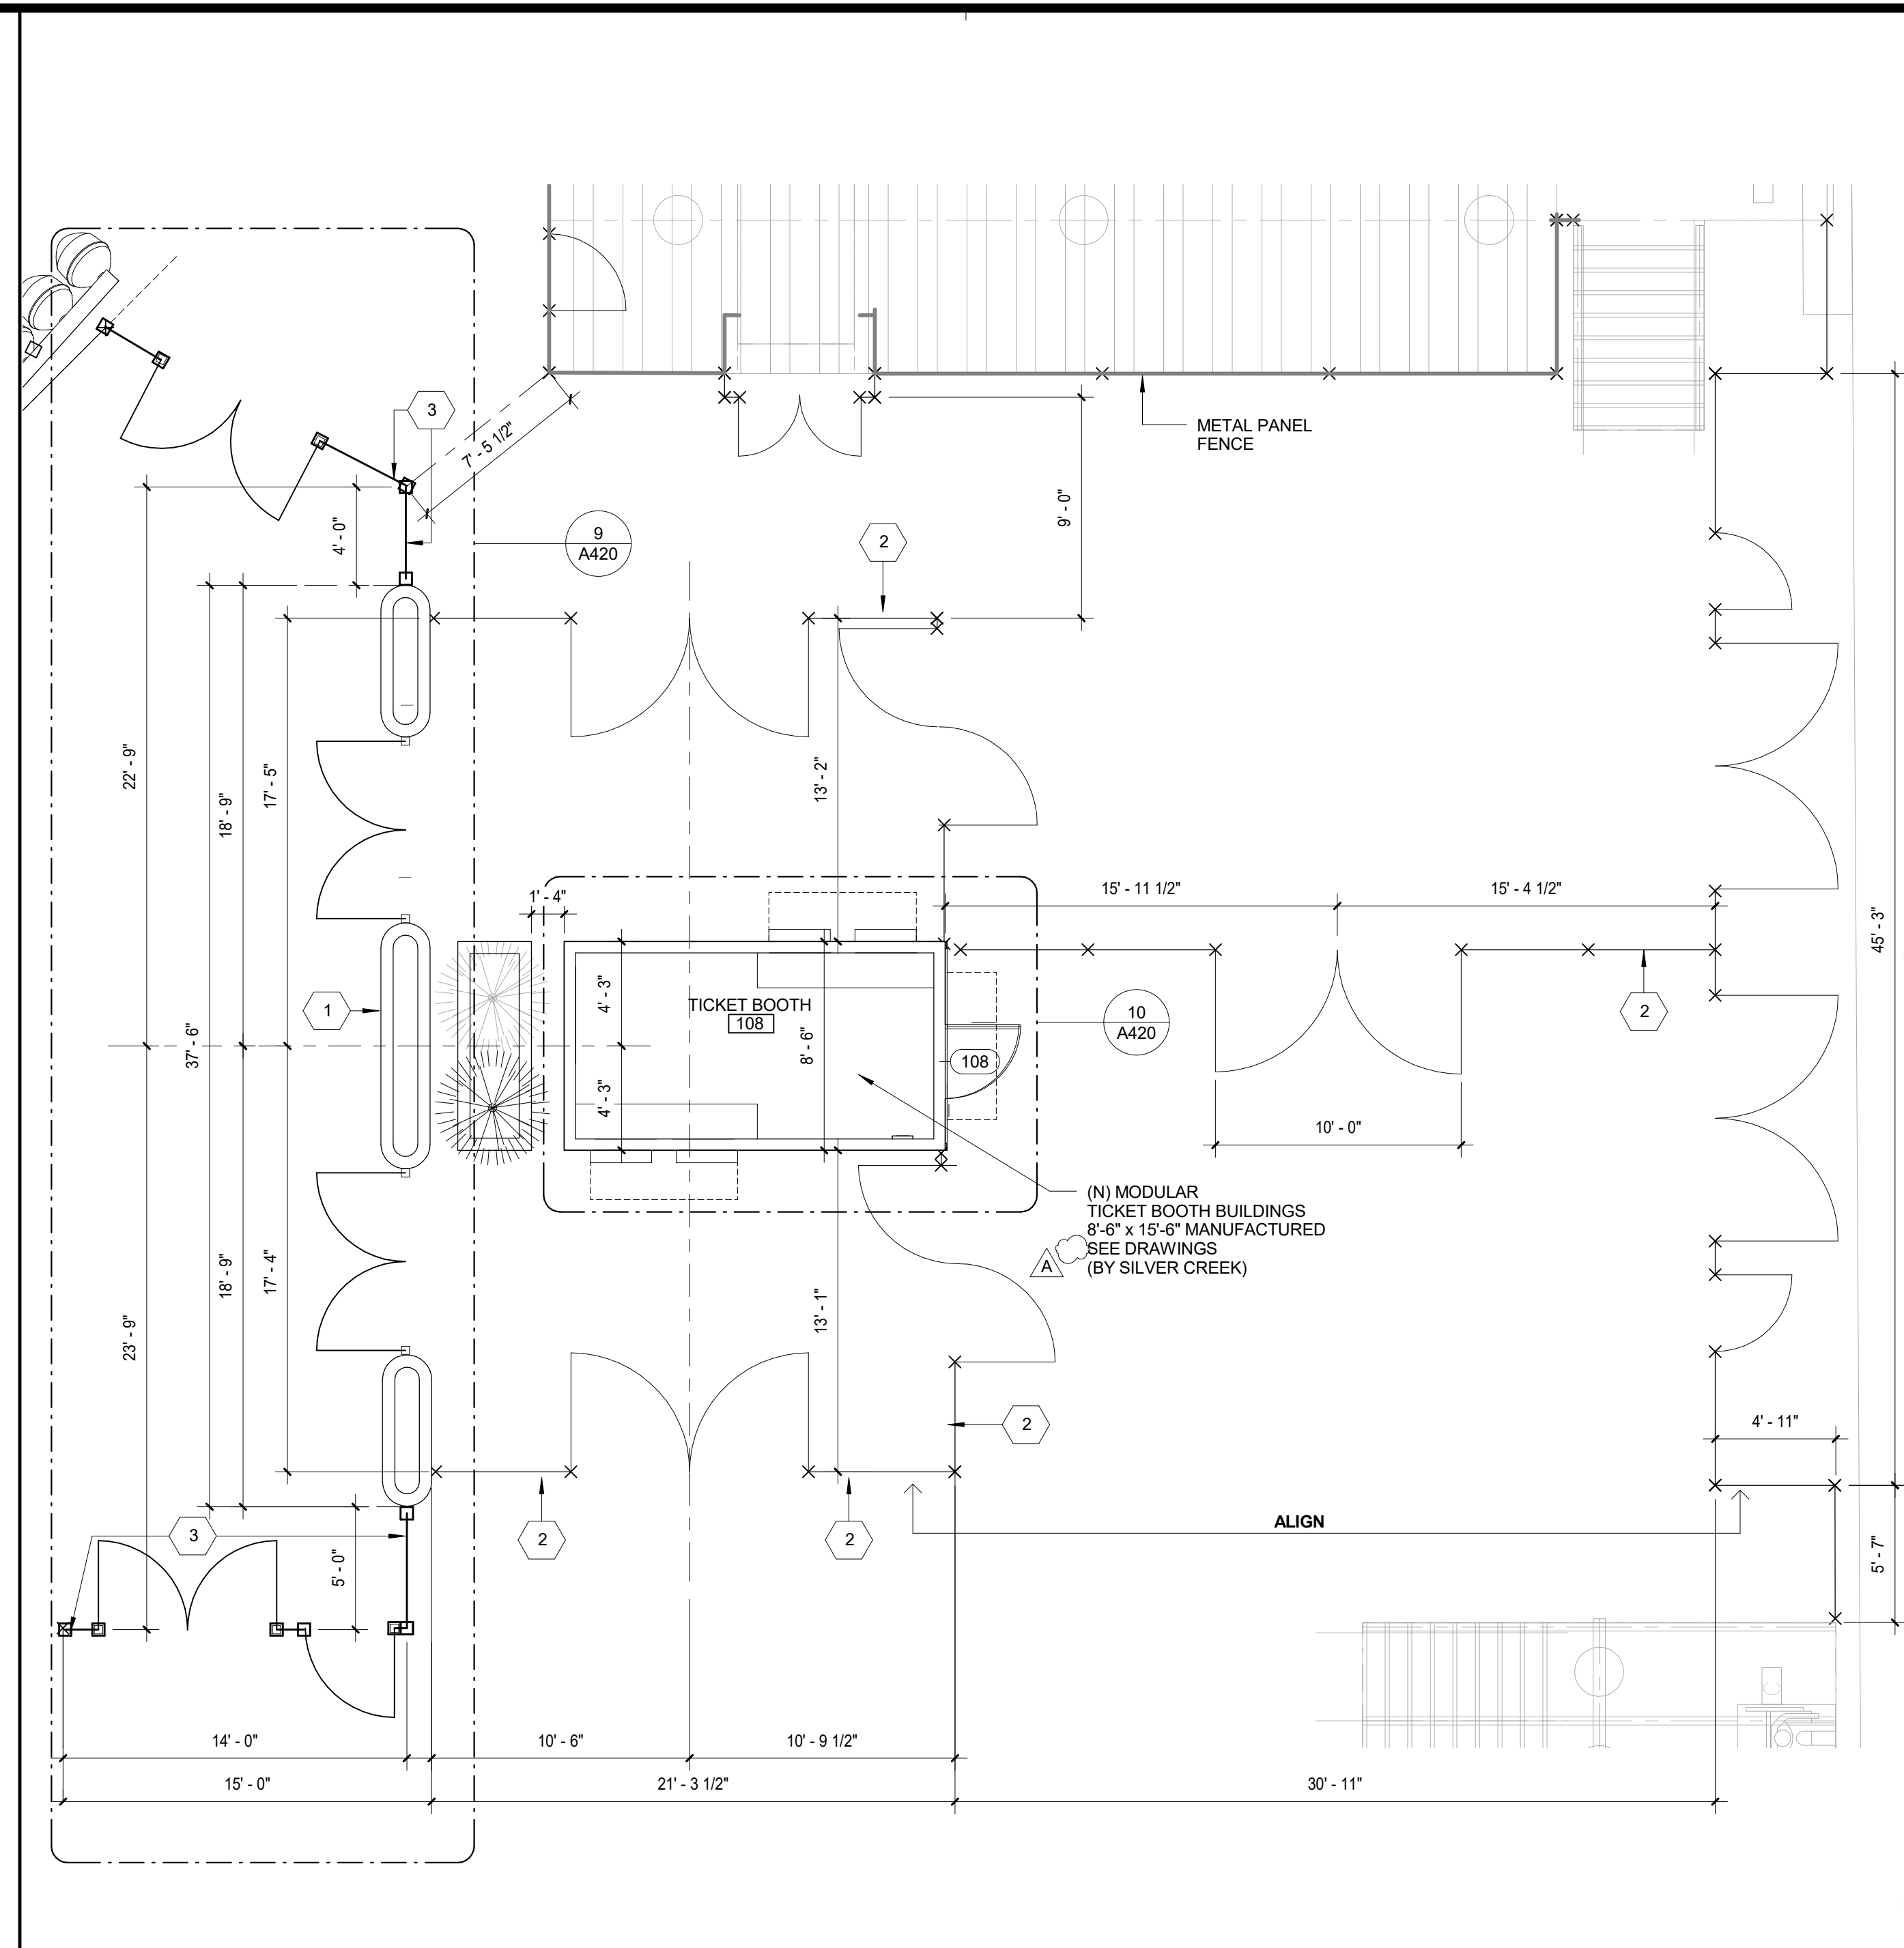 METAL PANEL
FENCE
3
7' - 5 1/2"
4' - 0"
9
A420
2
9' - 0"
22' - 9"
18' - 9"
17' - 5"
13' - 2"
37' - 6"
1' - 4"
15' - 11 1/2"
15' - 4 1/2"
45' - 3"
1
4' - 3"
TICKET BOOTH
108
8' - 6"
4' - 3"
108
10
A420
2
10' - 0"
(N) MODULAR
TICKET BOOTH BUILDINGS
8'-6" x 15'-6" MANUFACTURED
SEE DRAWINGS
(BY SILVER CREEK)
A
23' - 9"
18' - 9"
17' - 4"
13' - 1"
2
4' - 11"
ALIGN
3
2
2
5' - 0"
5' - 7"
14' - 0"
10' - 6"
10' - 9 1/2"
15' - 0"
21' - 3 1/2"
30' - 11"